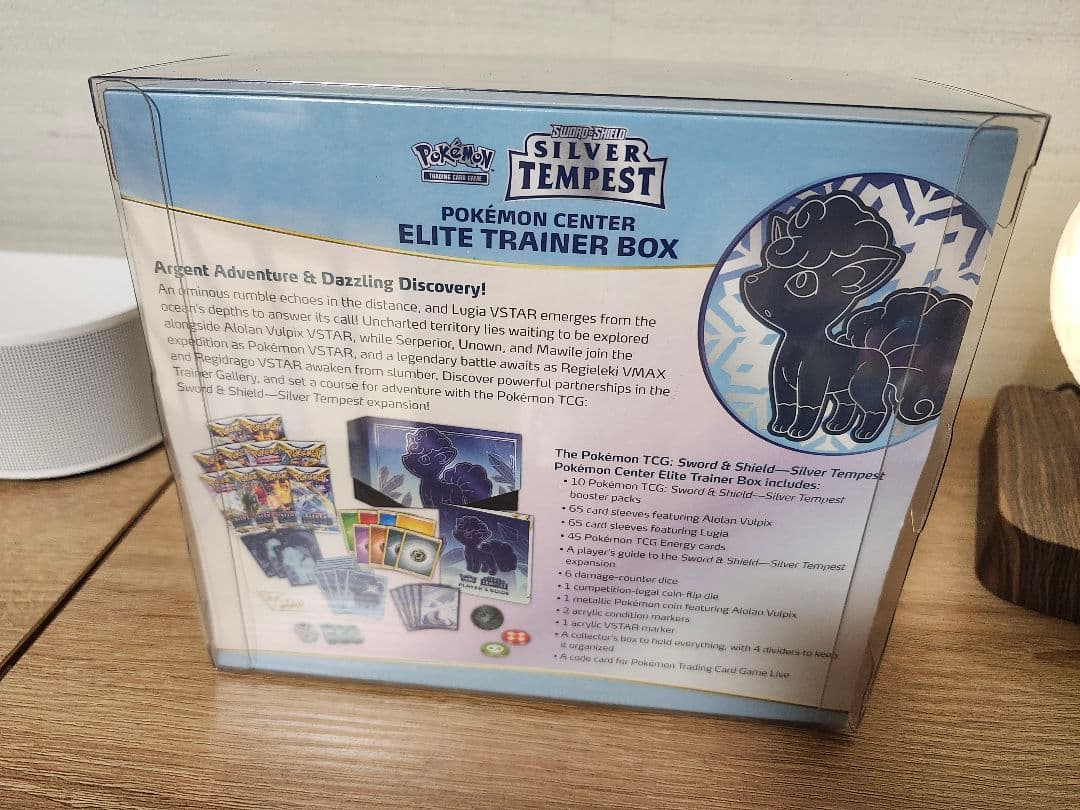 Pokémon
TRADING CARD GAME
SWORD & SHIELD
SILVER
TEMPEST
POKÉMON CENTER
ELITE TRAINER BOX
Argent Adventure & Dazzling Discovery!
An ominous rumble echoes in the distance, and Lugia VSTAR emerges from the
ocean's depths to answer its call! Uncharted territory lies waiting to be explored
alongside Alolan Vulpix VSTAR, while Serperior, Unown, and Mawile join the
expedition as Pokémon VSTAR, and a legendary battle awaits as Regieleki VMAX
and Regidrago VSTAR awaken from slumber. Discover powerful partnerships in the
Trainer Gallery, and set a course for adventure with the Pokémon TCG:
Sword & Shield—Silver Tempest expansion!
The Pokémon TCG: Sword & Shield—Silver Tempest
Pokémon Center Elite Trainer Box includes:
• 10 Pokémon TCG: Sword & Shield—Silver Tempest
booster packs
• 65 card sleeves featuring Alolan Vulpix
• 65 card sleeves featuring Lugia
• 45 Pokémon TCG Energy cards
• A player's guide to the Sword & Shield—Silver Tempest
expansion
• 6 damage-counter dice
• 1 competition-legal coin-flip die
• 1 metallic Pokémon coin featuring Alolan Vulpix
• 2 acrylic condition markers
• 1 acrylic VSTAR marker
• A collector's box to hold everything, with 4 dividers to keep
it organized
• A code card for Pokémon Trading Card Game Live
PLAYER'S GUIDE